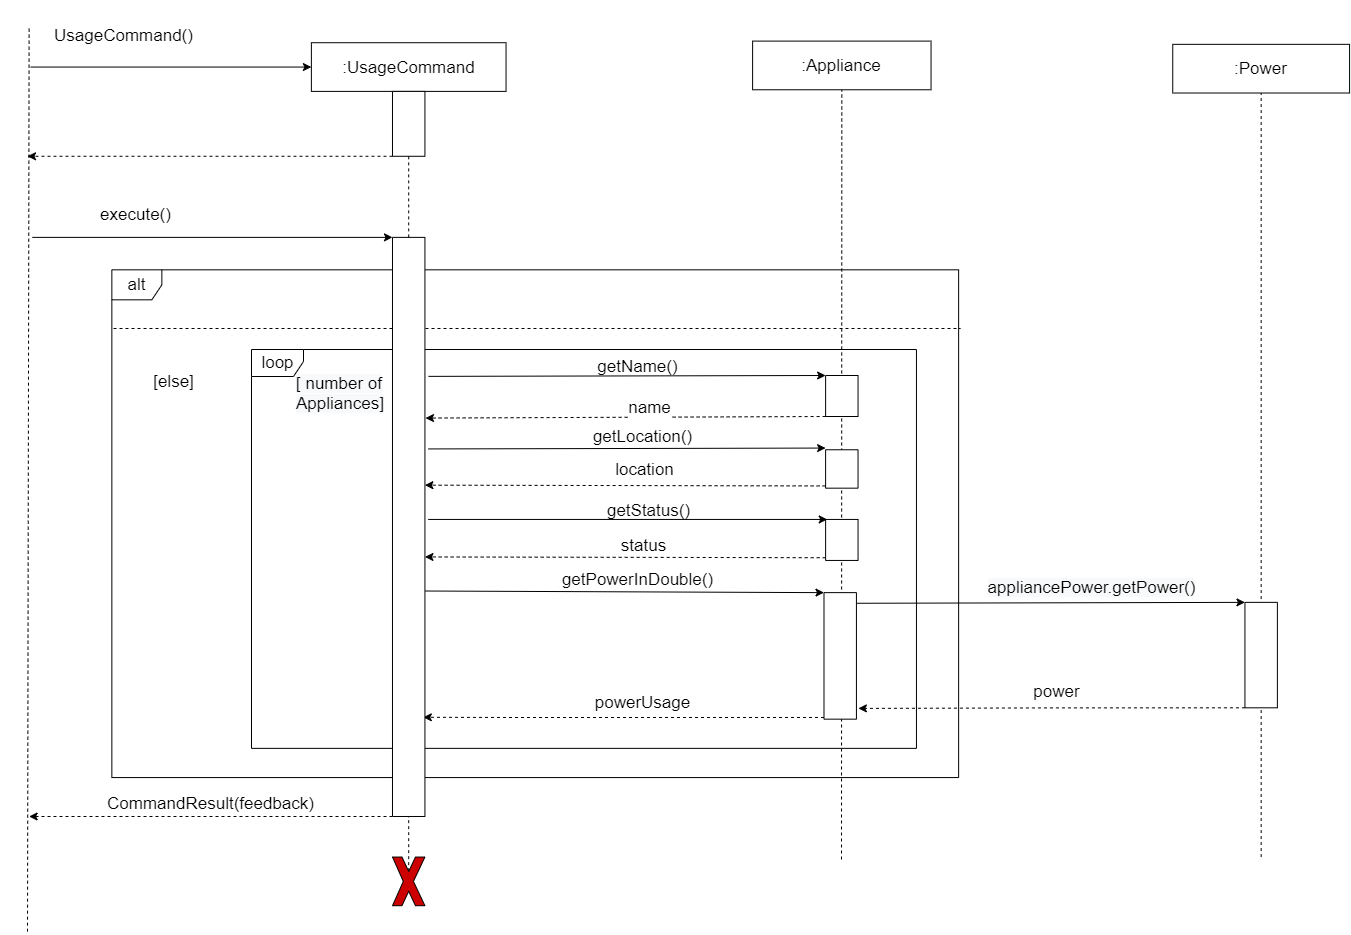 UsageCommand()
:UsageCommand
:Appliance
:Power
execute()
alt
loop
[else]
[ number of
Appliances]
getName()
name
getLocation()
location
getStatus()
status
getPowerInDouble()
appliancePower.getPower()
power
powerUsage
CommandResult(feedback)